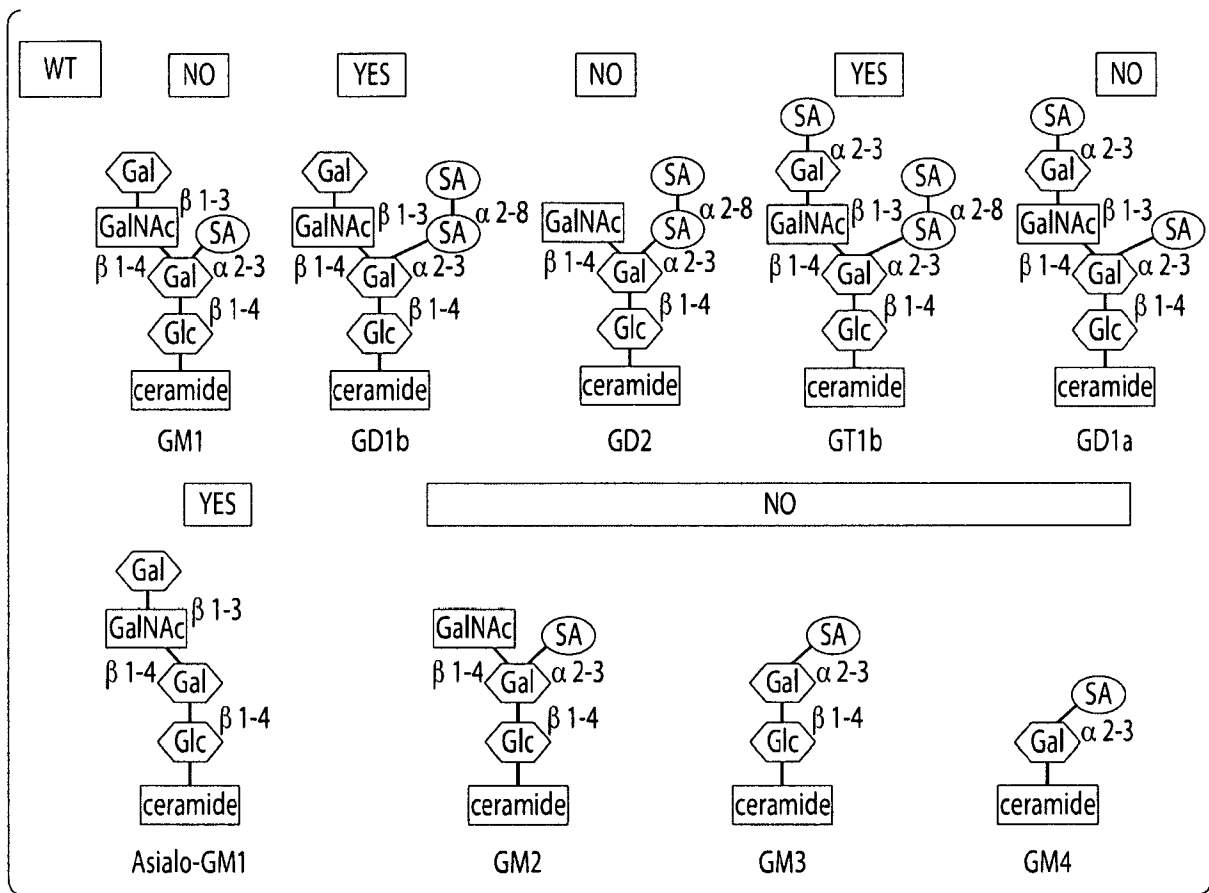 WT NO YES NO YES NO
SA SA
Gal Gal SA SA Gal α 2-3 SA Gal α 2-3
GalNAc β 1-3 SA GalNAc β 1-3 SA α 2-8 GalNAc SA α 2-8 GalNAc β 1-3 SA α 2-8 GalNAc β 1-3 SA
β 1-4 Gal α 2-3 β 1-4 Gal α 2-3 β 1-4 Gal α 2-3 β 1-4 Gal α 2-3 β 1-4 Gal α 2-3
Glc β 1-4 Glc β 1-4 Glc β 1-4 Glc β 1-4 Glc β 1-4
ceramide ceramide ceramide ceramide ceramide
GM1 GD1b GD2 GT1b GD1a
YES NO
Gal
GalNAc β 1-3 GalNAc SA SA
β 1-4 Gal β 1-4 Gal α 2-3 Gal α 2-3 SA
Glc β 1-4 Glc β 1-4 Glc β 1-4 Gal α 2-3
ceramide ceramide ceramide ceramide
Asialo-GM1 GM2 GM3 GM4